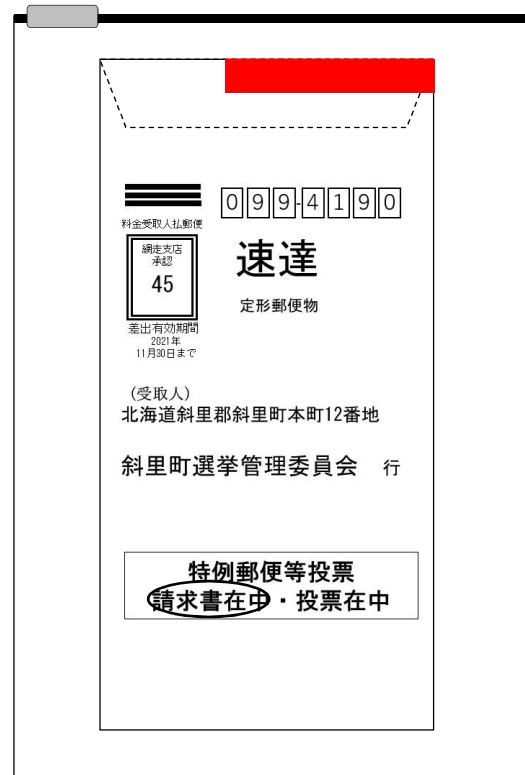 099-4190
料金受取人払郵便
網走支店
承認
45
差出有効期間
2021年
11月30日まで
速達
定形郵便物
(受取人)
北海道斜里郡斜里町本町12番地
斜里町選挙管理委員会 行
特例郵便等投票
請求書在中・投票在中